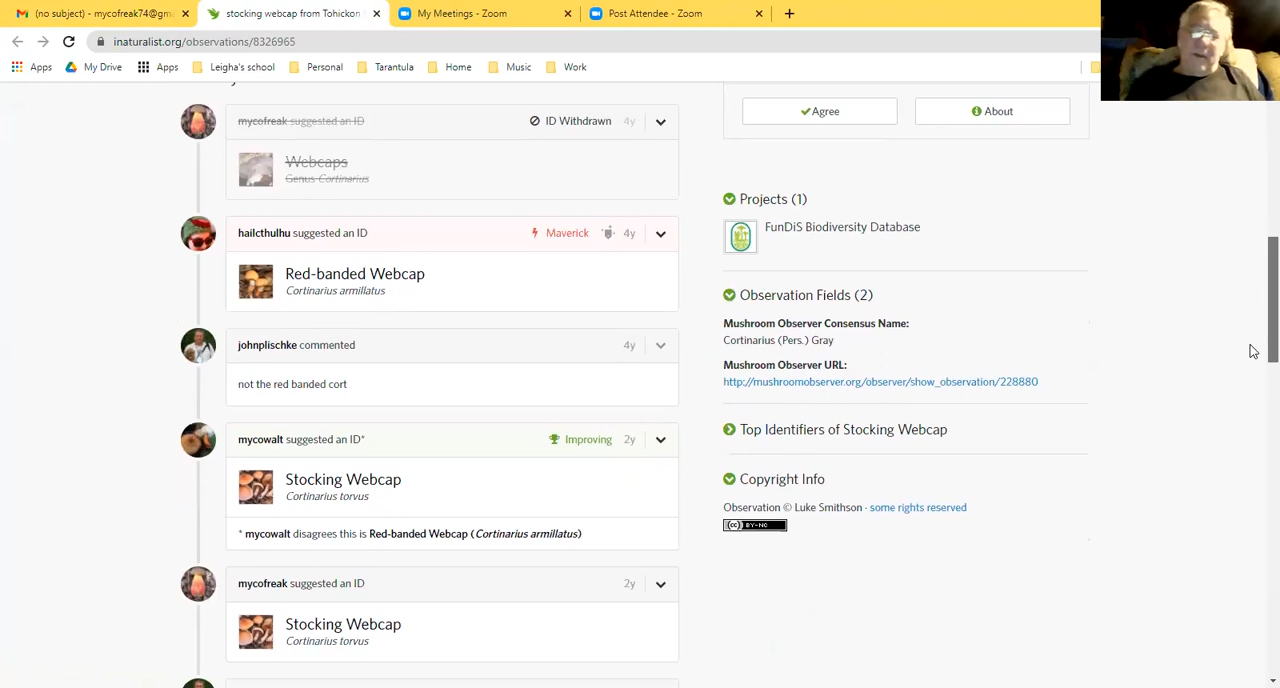 (no subject) - mycofreak74@gm
stocking webcap from Tohickon
My Meetings - Zoom
Post Attendee - Zoom
inaturalist.org/observations/8326965
Apps
My Drive
Apps
Leigha's school
Personal
Tarantula
Home
Music
Work
mycofreak suggested an ID
ID Withdrawn
4y
Webcaps
Genus Cortinarius
hailcthulhu suggested an ID
Maverick
4y
Red-banded Webcap
Cortinarius armillatus
johnplischke commented
4y
not the red banded cort
mycowalt suggested an ID*
Improving
2y
Stocking Webcap
Cortinarius torvus
* mycowalt disagrees this is Red-banded Webcap (Cortinarius armillatus)
mycofreak suggested an ID
2y
Stocking Webcap
Cortinarius torvus
Agree
About
Projects (1)
FunDiS Biodiversity Database
Observation Fields (2)
Mushroom Observer Consensus Name:
Cortinarius (Pers.) Gray
Mushroom Observer URL:
http://mushroomobserver.org/observer/show_observation/228880
Top Identifiers of Stocking Webcap
Copyright Info
Observation © Luke Smithson · some rights reserved
(cc) BY-NC